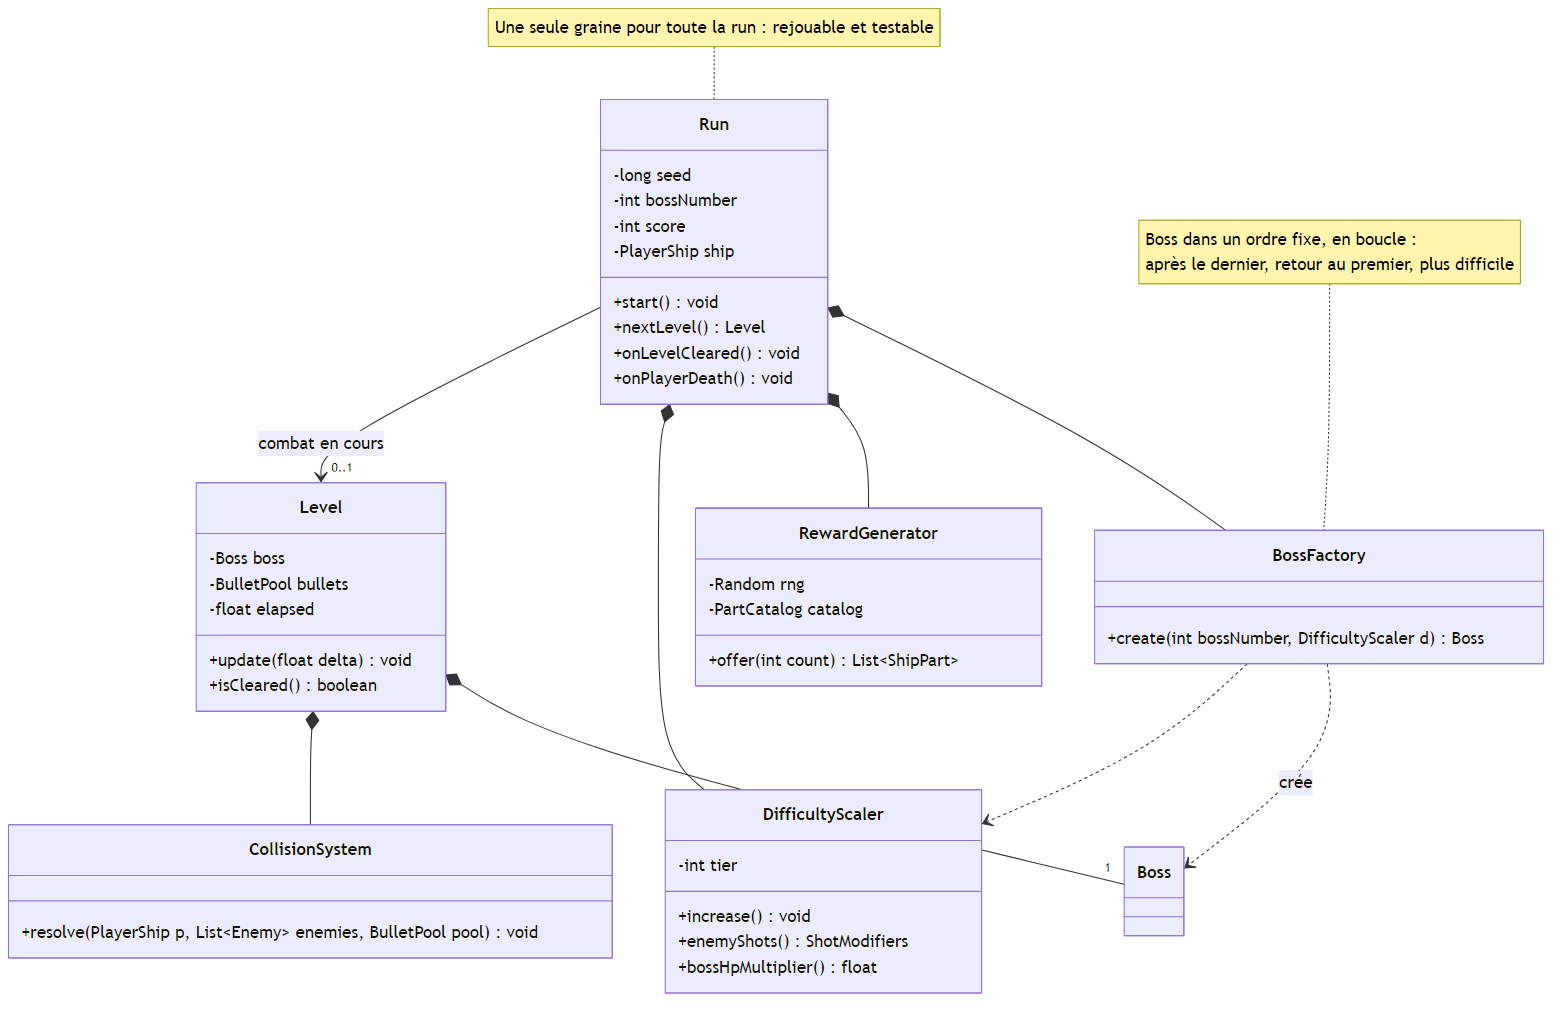 Une seule graine pour toute la run : rejouable et testable
Run
-long seed
-int bossNumber
-int score
-PlayerShip ship
+start() : void
+nextLevel() : Level
+onLevelCleared() : void
+onPlayerDeath() : void
Boss dans un ordre fixe, en boucle :
après le dernier, retour au premier, plus difficile
combat en cours
0..1
Level
-Boss boss
-BulletPool bullets
-float elapsed
+update(float delta) : void
+isCleared() : boolean
RewardGenerator
-Random rng
-PartCatalog catalog
+offer(int count) : List<ShipPart>
BossFactory
+create(int bossNumber, DifficultyScaler d) : Boss
crée
CollisionSystem
+resolve(PlayerShip p, List<Enemy> enemies, BulletPool pool) : void
DifficultyScaler
-int tier
+increase() : void
+enemyShots() : ShotModifiers
+bossHpMultiplier() : float
1
Boss